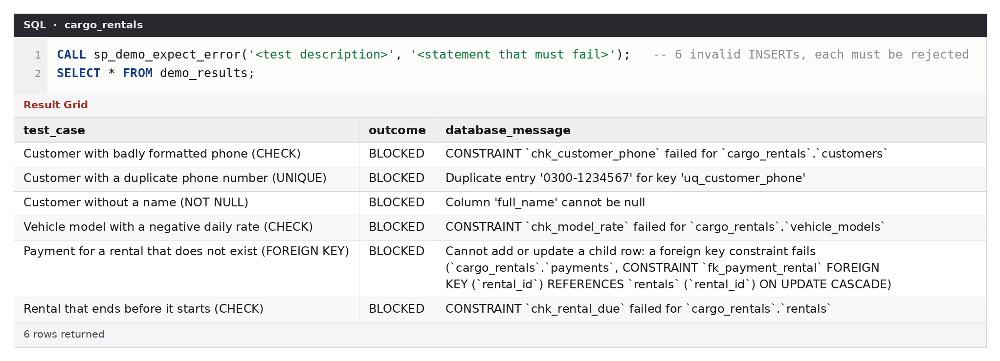 SQL · cargo_rentals
1 CALL sp_demo_expect_error('<test description>', '<statement that must fail>'); -- 6 invalid INSERTs, each must be rejected
2 SELECT * FROM demo_results;
Result Grid
test_case outcome database_message
Customer with badly formatted phone (CHECK) BLOCKED CONSTRAINT `chk_customer_phone` failed for `cargo_rentals`.`customers`
Customer with a duplicate phone number (UNIQUE) BLOCKED Duplicate entry '0300-1234567' for key 'uq_customer_phone'
Customer without a name (NOT NULL) BLOCKED Column 'full_name' cannot be null
Vehicle model with a negative daily rate (CHECK) BLOCKED CONSTRAINT `chk_model_rate` failed for `cargo_rentals`.`vehicle_models`
Payment for a rental that does not exist (FOREIGN KEY) BLOCKED Cannot add or update a child row: a foreign key constraint fails
(`cargo_rentals`.`payments`, CONSTRAINT `fk_payment_rental` FOREIGN
KEY (`rental_id`) REFERENCES `rentals` (`rental_id`) ON UPDATE CASCADE)
Rental that ends before it starts (CHECK) BLOCKED CONSTRAINT `chk_rental_due` failed for `cargo_rentals`.`rentals`
6 rows returned